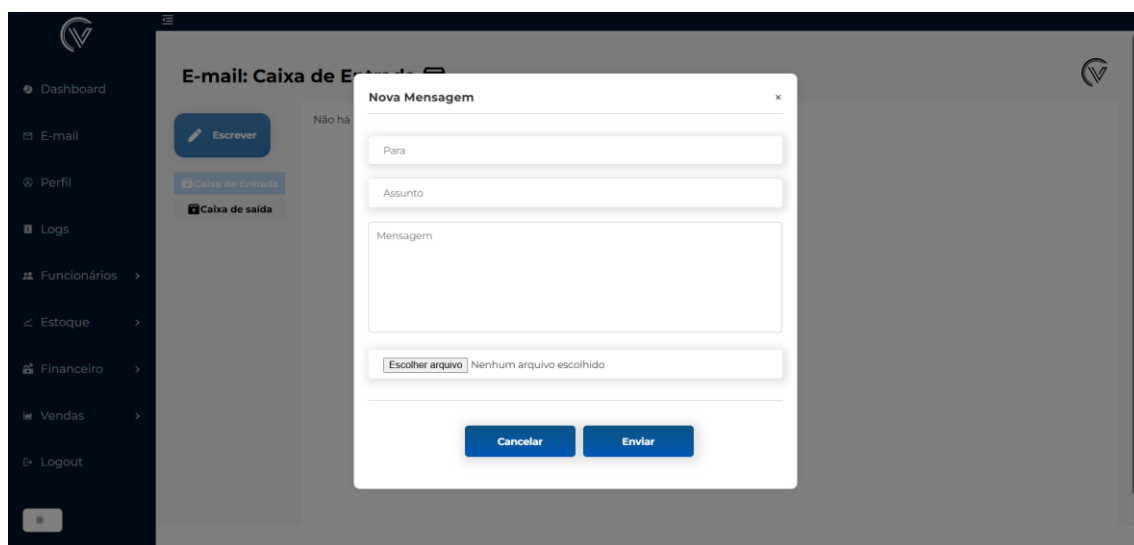 Dashboard
E-mail
Perfil
Logs
Funcionários
Estoque
Financeiro
Vendas
Logout
E-mail: Caixa de
Escrever
Caixa de Entrada
Caixa de saída
Não há
Nova Mensagem ×
Para
Assunto
Mensagem
Escolher arquivo Nenhum arquivo escolhido
Cancelar Enviar